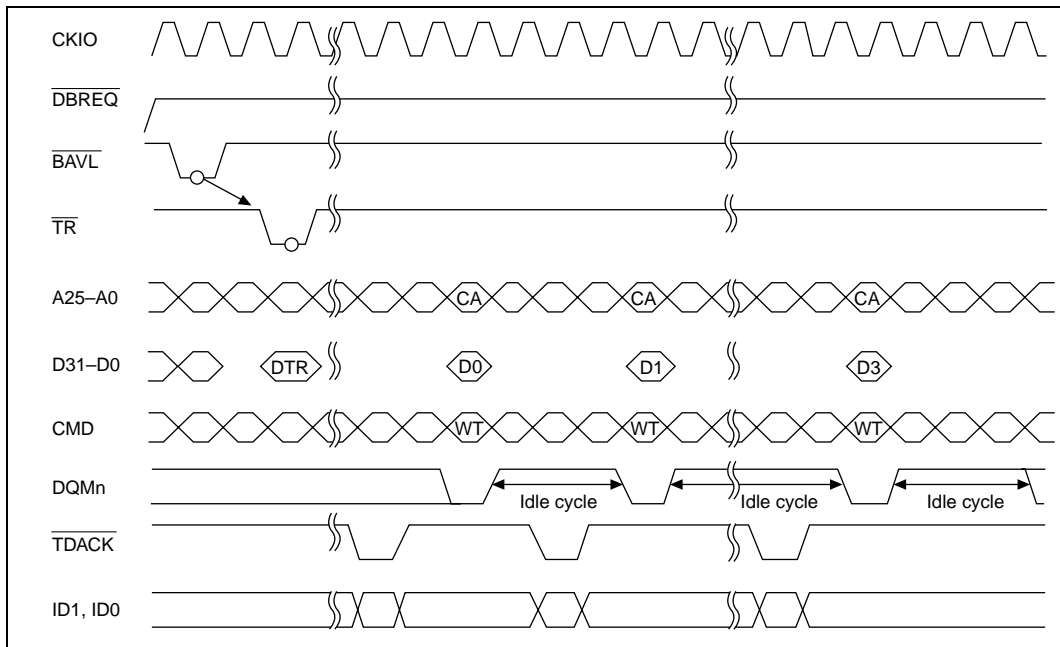 CKIO
DBREQ
BAVL
TR
A25–A0 CA CA CA
D31–D0 DTR D0 D1 D3
CMD WT WT WT
DQMn
Idle cycle Idle cycle Idle cycle
TDACK
ID1, ID0